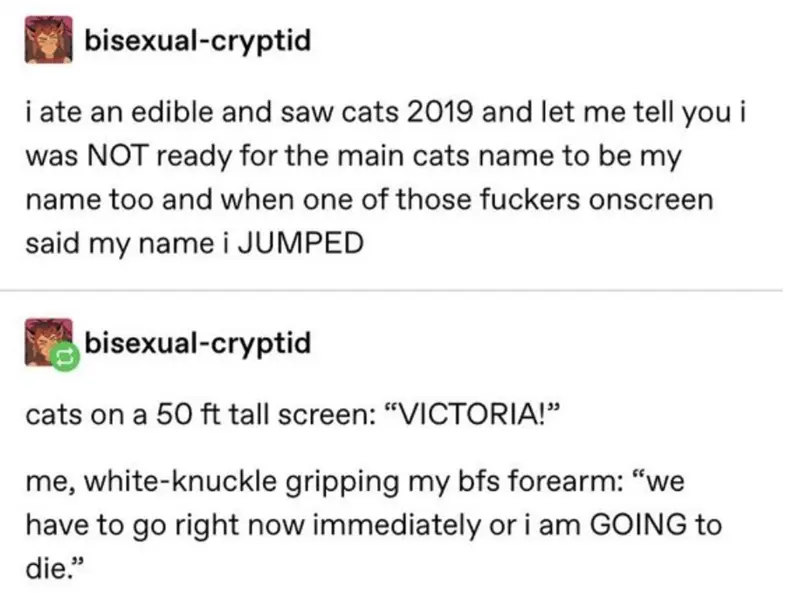 bisexual-cryptid
i ate an edible and saw cats 2019 and let me tell you i
was NOT ready for the main cats name to be my
name too and when one of those fuckers onscreen
said my name i JUMPED
bisexual-cryptid
cats on a 50 ft tall screen: “VICTORIA!”
me, white-knuckle gripping my bfs forearm: “we
have to go right now immediately or i am GOING to
die.”